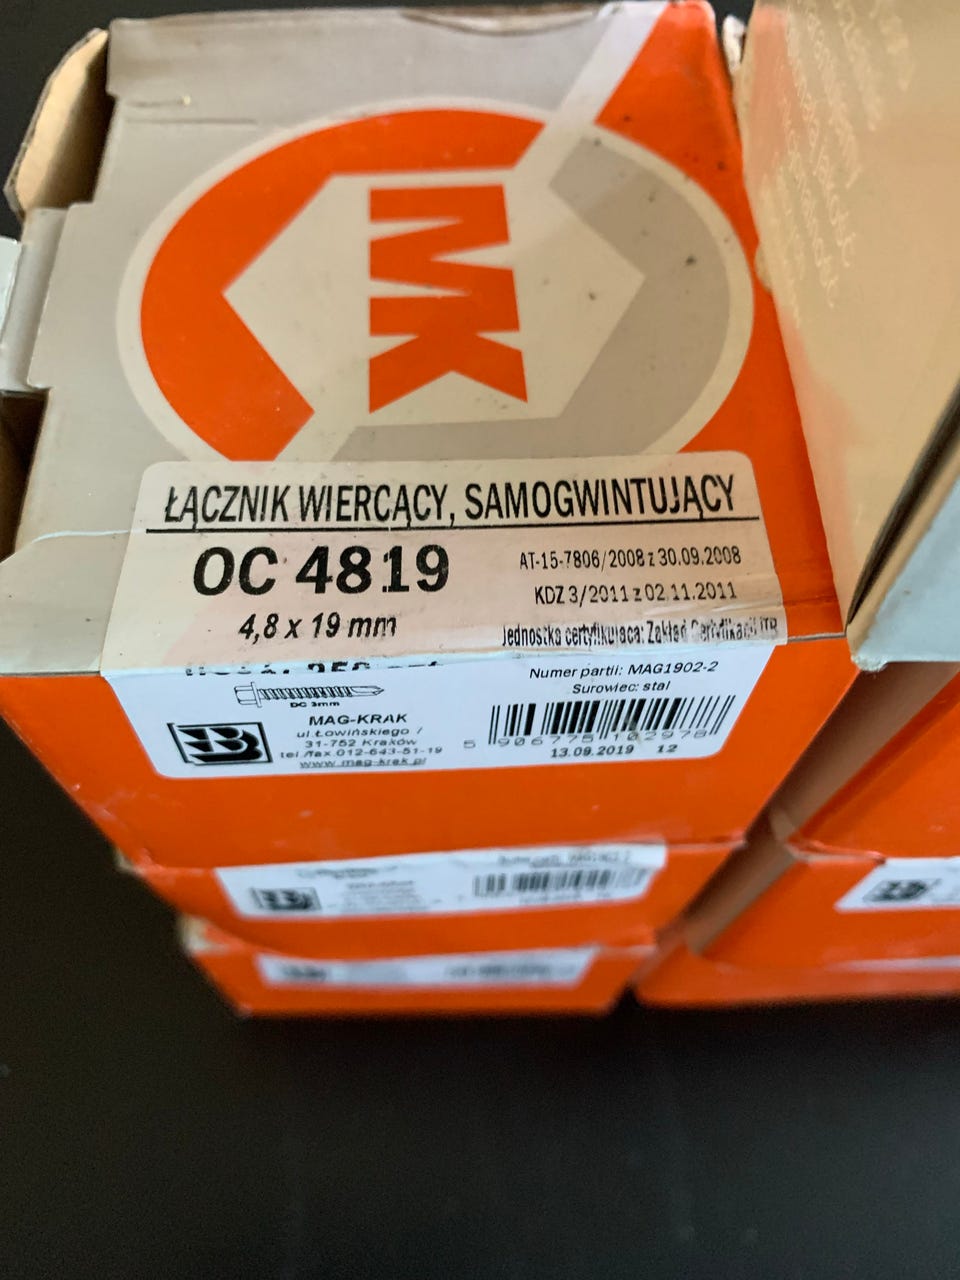 MK
ŁĄCZNIK WIERCĄCY, SAMOGWINTUJĄCY
OC 4819
AT-15-7806/2008 z 30.09.2008
KDZ 3/2011 z 02.11.2011
4,8 x 19 mm
Jednostka certyfikująca: Zakład Certyfikacji ITB
Numer partii: MAG1902-2
Surowiec: stal
DC 3mm
MAG-KRAK
ul.Łowińskiego /
31-752 Kraków
tel./fax.012-643-51-19
www.mag-krak.pl
5 906775 102978
13.09.2019 12
B